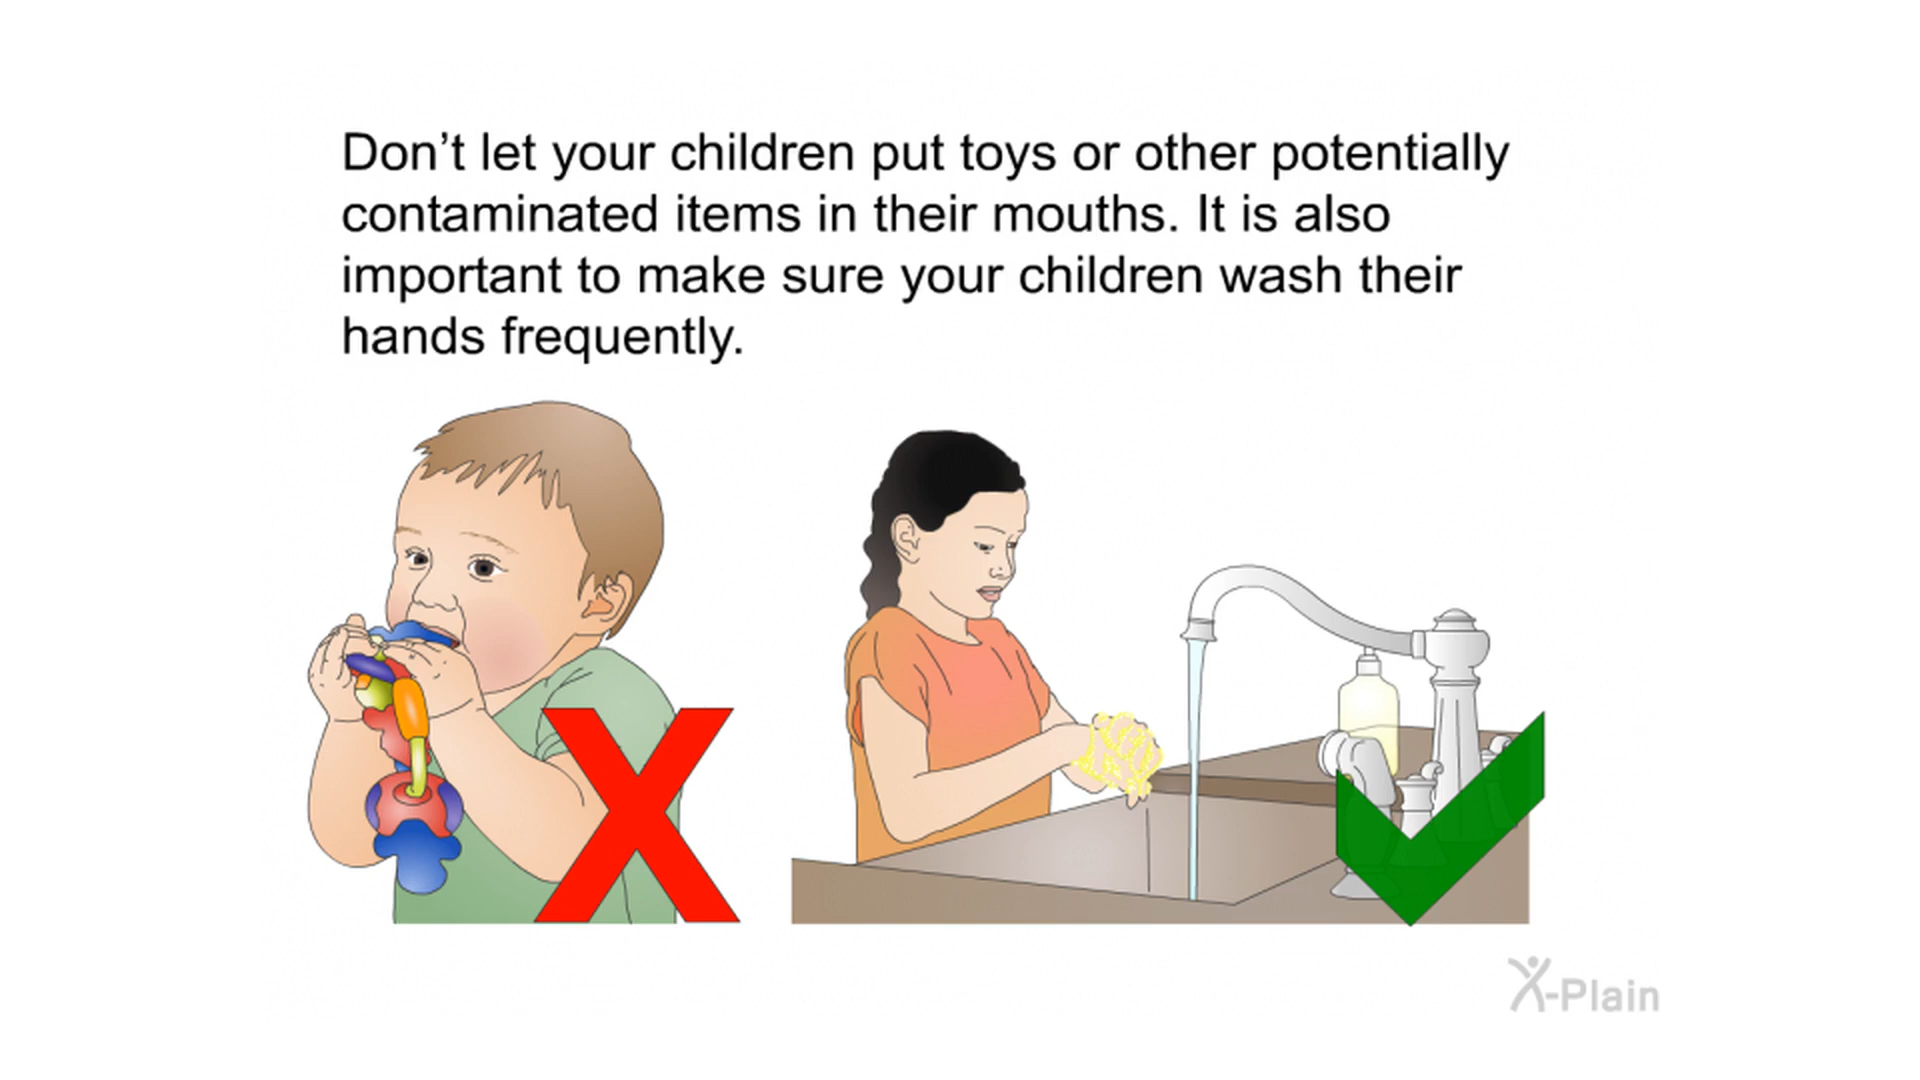 Don’t let your children put toys or other potentially
contaminated items in their mouths. It is also
important to make sure your children wash their
hands frequently.
X-Plain